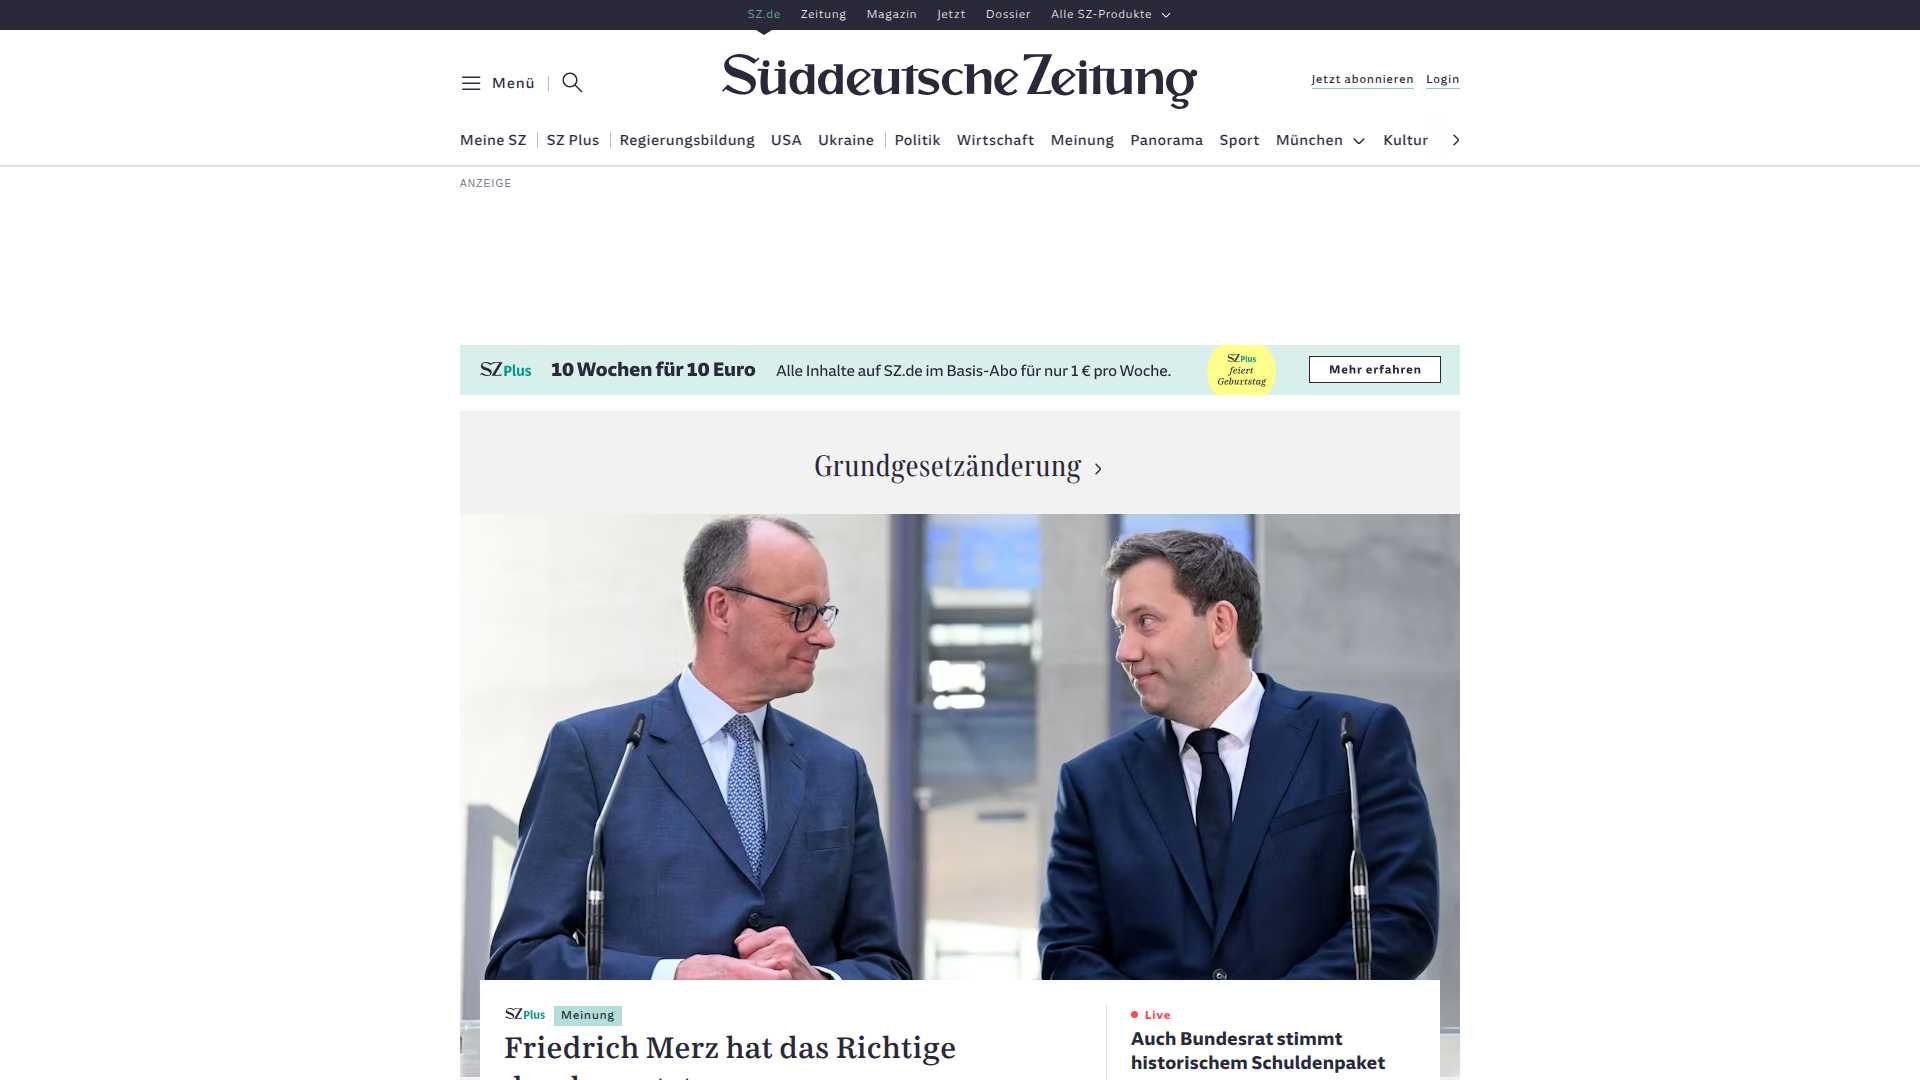 SZ.de Zeitung Magazin Jetzt Dossier Alle SZ-Produkte
Menü
Süddeutsche Zeitung
Jetzt abonnieren Login
Meine SZ SZ Plus Regierungsbildung USA Ukraine Politik Wirtschaft Meinung Panorama Sport München Kultur
ANZEIGE
SZ Plus 10 Wochen für 10 Euro Alle Inhalte auf SZ.de im Basis-Abo für nur 1 € pro Woche.
SZ Plus
feiert
Geburtstag
Mehr erfahren
Grundgesetzänderung
SZ Plus Meinung
Friedrich Merz hat das Richtige
Live
Auch Bundesrat stimmt
historischem Schuldenpaket